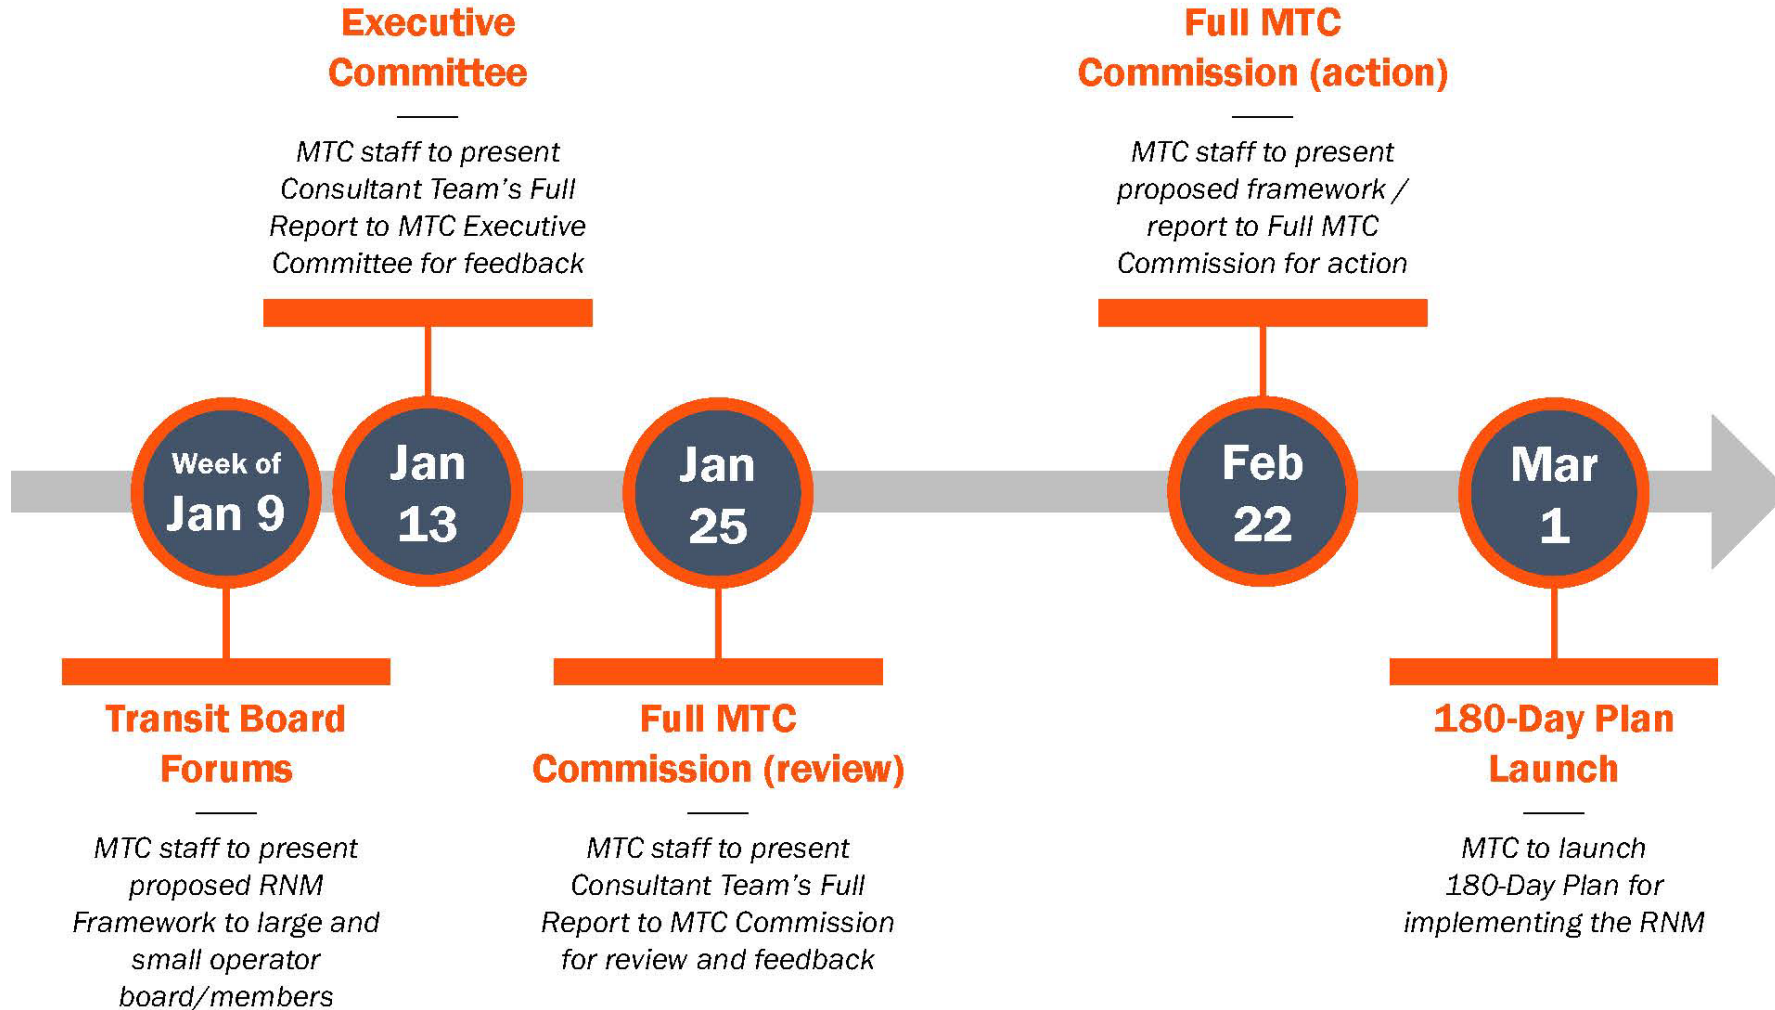 Executive
Committee
MTC staff to present
Consultant Team's Full
Report to MTC Executive
Committee for feedback
Full MTC
Commission (action)
MTC staff to present
proposed framework /
report to Full MTC
Commission for action
Week of
Jan 9
Jan
13
Jan
25
Feb
22
Mar
1
Transit Board
Forums
MTC staff to present
proposed RNM
Framework to large and
small operator
board/members
Full MTC
Commission (review)
MTC staff to present
Consultant Team's Full
Report to MTC Commission
for review and feedback
180-Day Plan
Launch
MTC to launch
180-Day Plan for
implementing the RNM